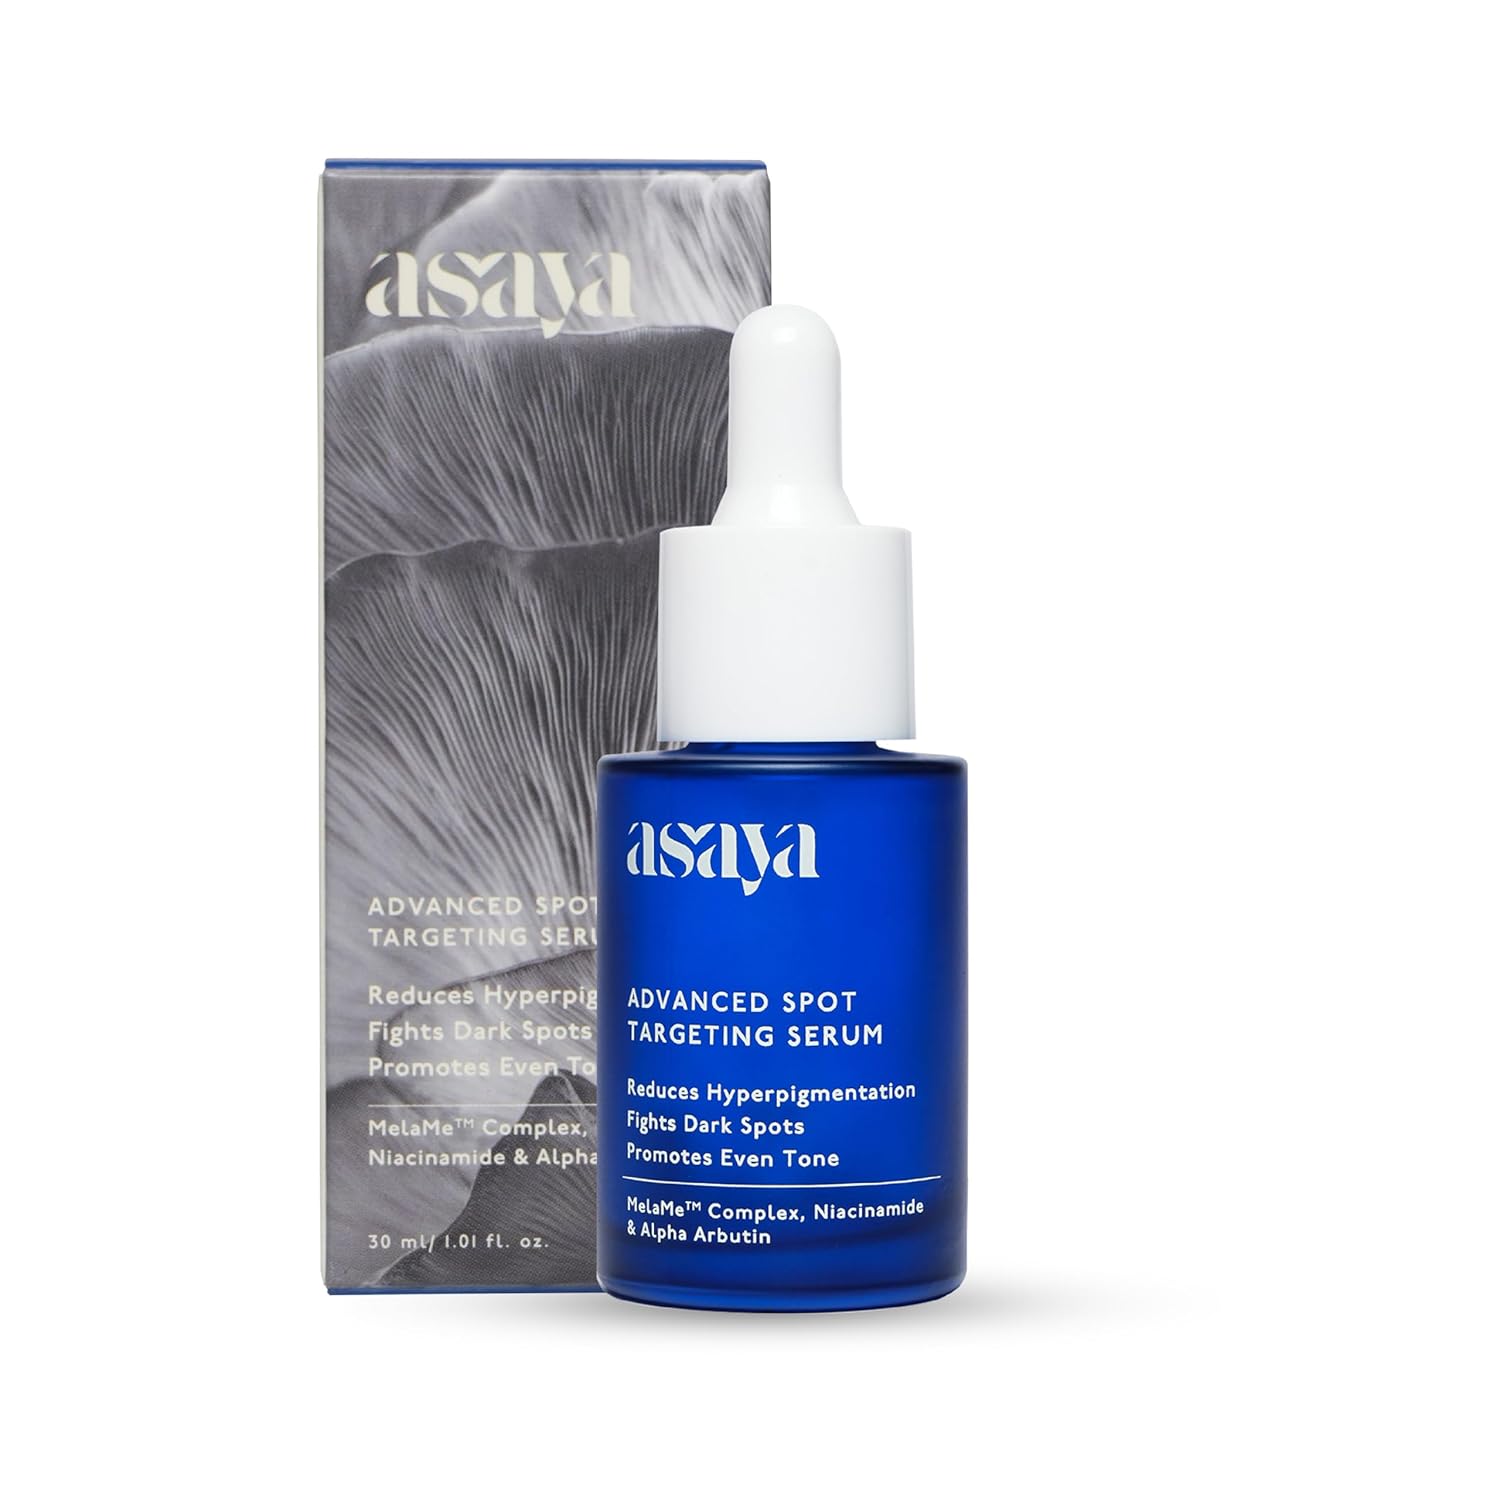 asaya
ADVANCED SPOT
TARGETING SERU
Reduces Hyperpig
Fights Dark Spots
Promotes Even To
MelaMe™ Complex,
Niacinamide & Alpha
30 ml/ 1.01 fl. oz.
asaya
ADVANCED SPOT
TARGETING SERUM
Reduces Hyperpigmentation
Fights Dark Spots
Promotes Even Tone
MelaMe™ Complex, Niacinamide
& Alpha Arbutin